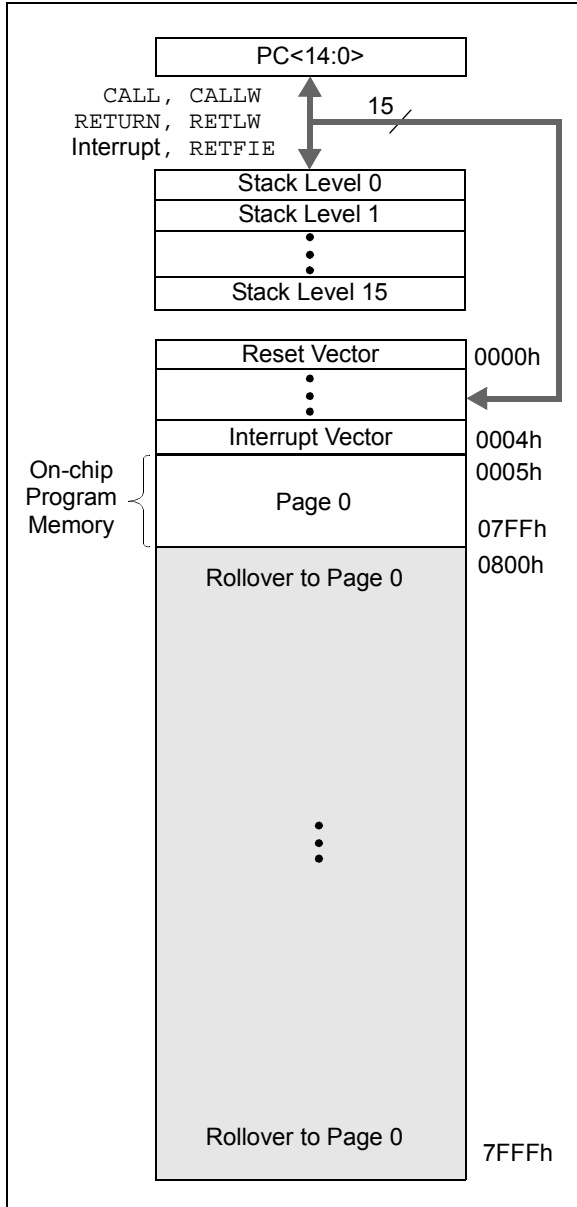 PC<14:0>
CALL, CALLW
RETURN, RETLW
Interrupt, RETFIE
15
Stack Level 0
Stack Level 1
Stack Level 15
Reset Vector
0000h
Interrupt Vector
0004h
On-chip
Program
Memory
Page 0
0005h
07FFh
Rollover to Page 0
0800h
Rollover to Page 0
7FFFh